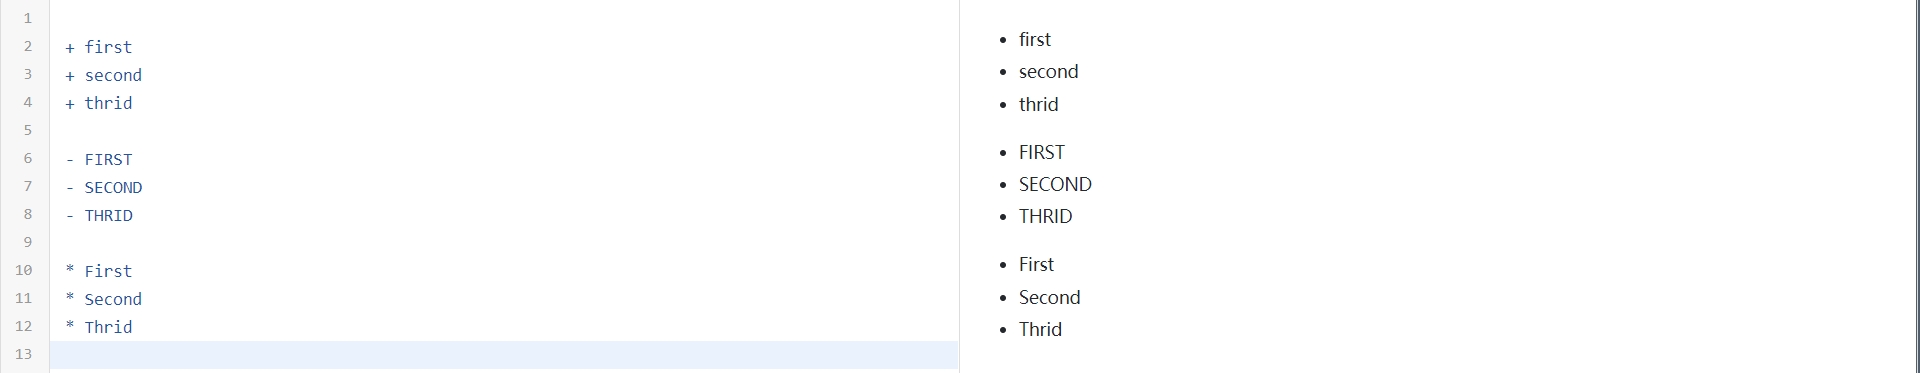 1
2 + first
3 + second
4 + thrid
5
6 - FIRST
7 - SECOND
8 - THRID
9
10 * First
11 * Second
12 * Thrid
13
• first
• second
• thrid
• FIRST
• SECOND
• THRID
• First
• Second
• Thrid